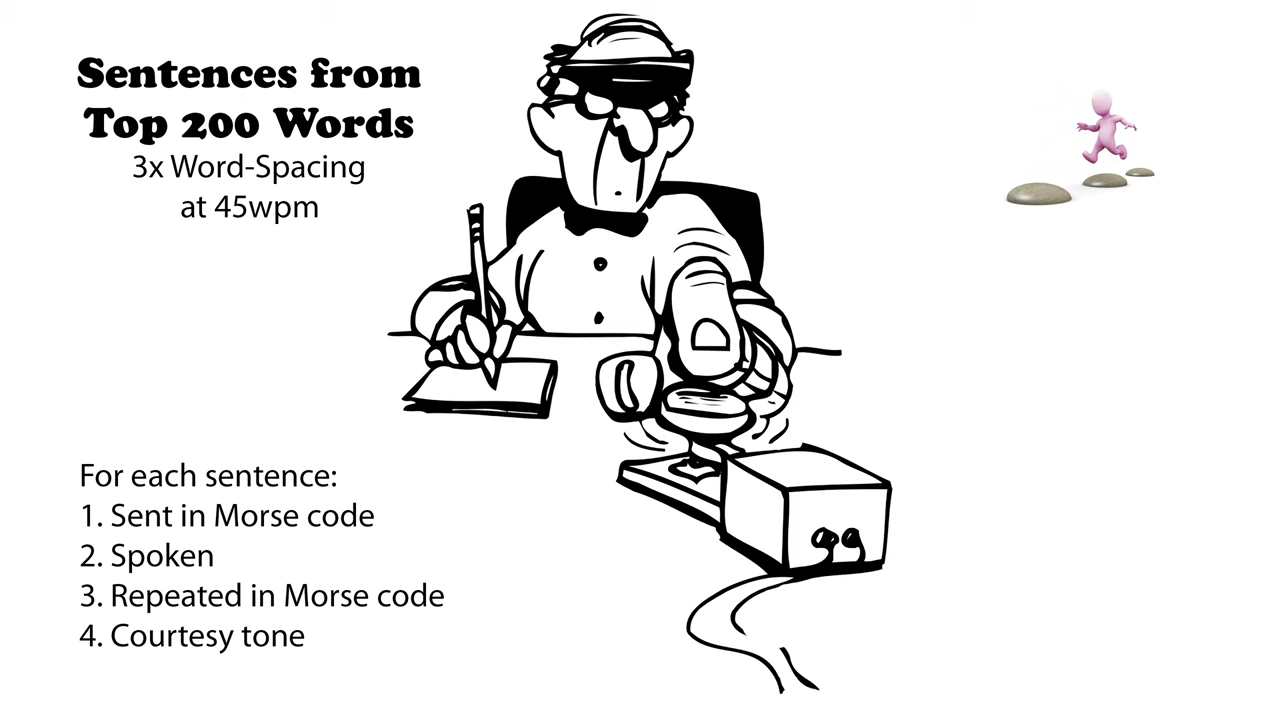 Sentences from
Top 200 Words
3x Word-Spacing
at 45wpm
For each sentence:
1. Sent in Morse code
2. Spoken
3. Repeated in Morse code
4. Courtesy tone